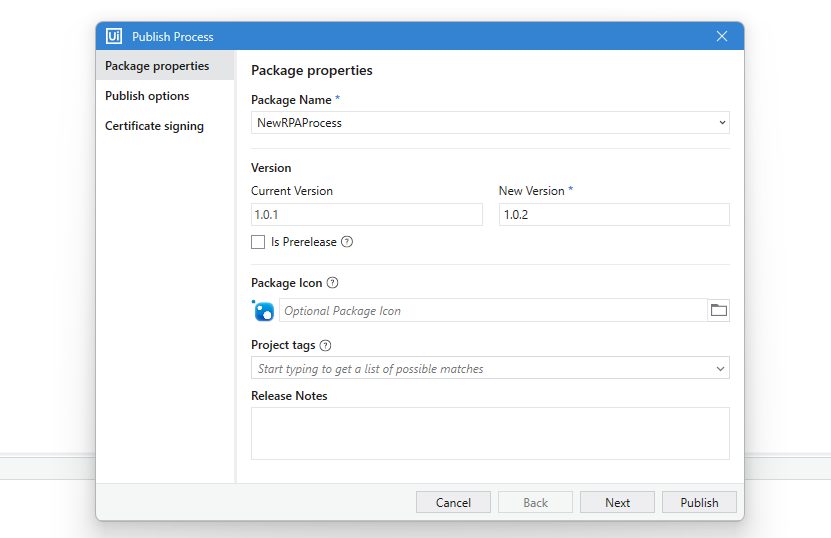 Ui Publish Process
Package properties
Publish options
Certificate signing
Package properties
Package Name *
NewRPAProcess
Version
Current Version New Version *
1.0.1 1.0.2
Is Prerelease ?
Package Icon ?
Optional Package Icon
Project tags ?
Start typing to get a list of possible matches
Release Notes
Cancel Back Next Publish